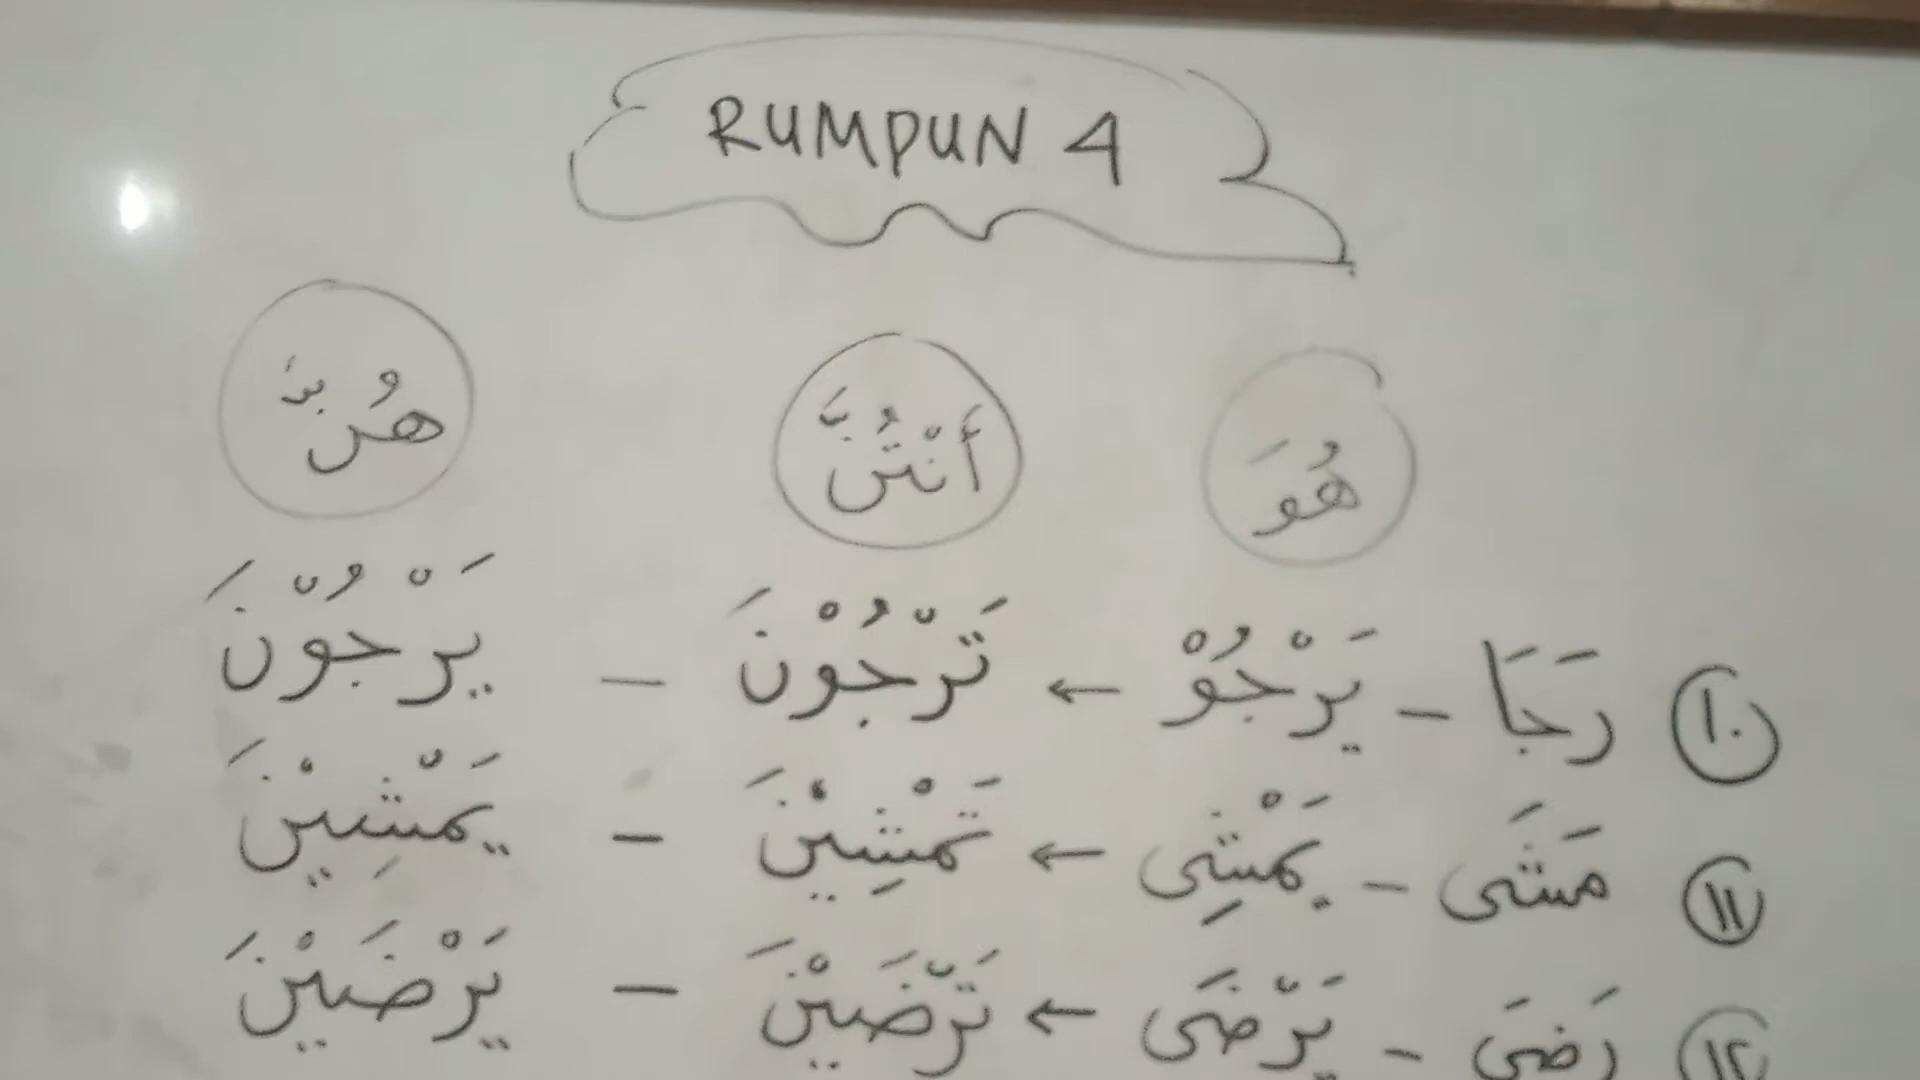 RUMPUN 4
هُوَ أَنْتُنَّ هُنَّ
١٠ رَجَا - يَرْجُوْ ← تَرْجُوْنَ - يَرْجُوْنَ
١١ مَشَى - يَمْشِى ← تَمْشِيْنَ - يَمْشِيْنَ
١٢ رَضِيَ - يَرْضَى ← تَرْضَيْنَ - يَرْضَيْنَ